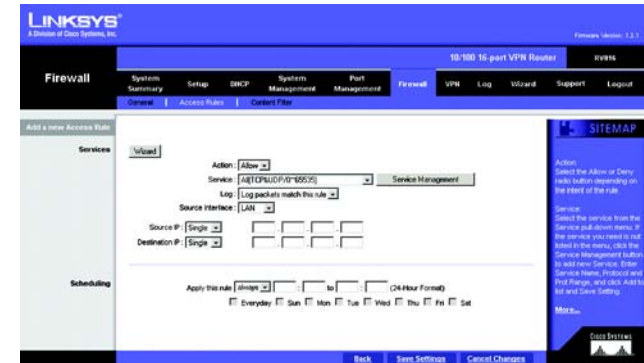 LINKSYS®
A Division of Cisco Systems, Inc.
Firmware Version: 1.2.1
10/100 16-port VPN Router
RV016
Firewall
System Summary
Setup
DHCP
System Management
Port Management
Firewall
VPN
Log
Wizard
Support
Logout
General | Access Rules | Content Filter
Add a new Access Rule
SITEMAP
Services
Wizard
Action : Allow
Service : All[TCP&UDP/0~65535] Service Management
Log : Log packets match this rule
Source Interface : LAN
Source IP : Single
Destination IP : Single
Scheduling
Apply this rule always : to : (24-Hour Format)
Everyday Sun Mon Tue Wed Thu Fri Sat
Action:
Select the Allow or Deny
radio button depending on
the intent of the rule.
Service:
Select the service from the
Service pull-down menu. If
the service you need is not
listed in the menu, click the
Service Management button
to add new Service. Enter
Service Name, Protocol and
Prot Range, and click Add to
list and Save Setting.
More...
Back
Save Settings
Cancel Changes
CISCO SYSTEMS